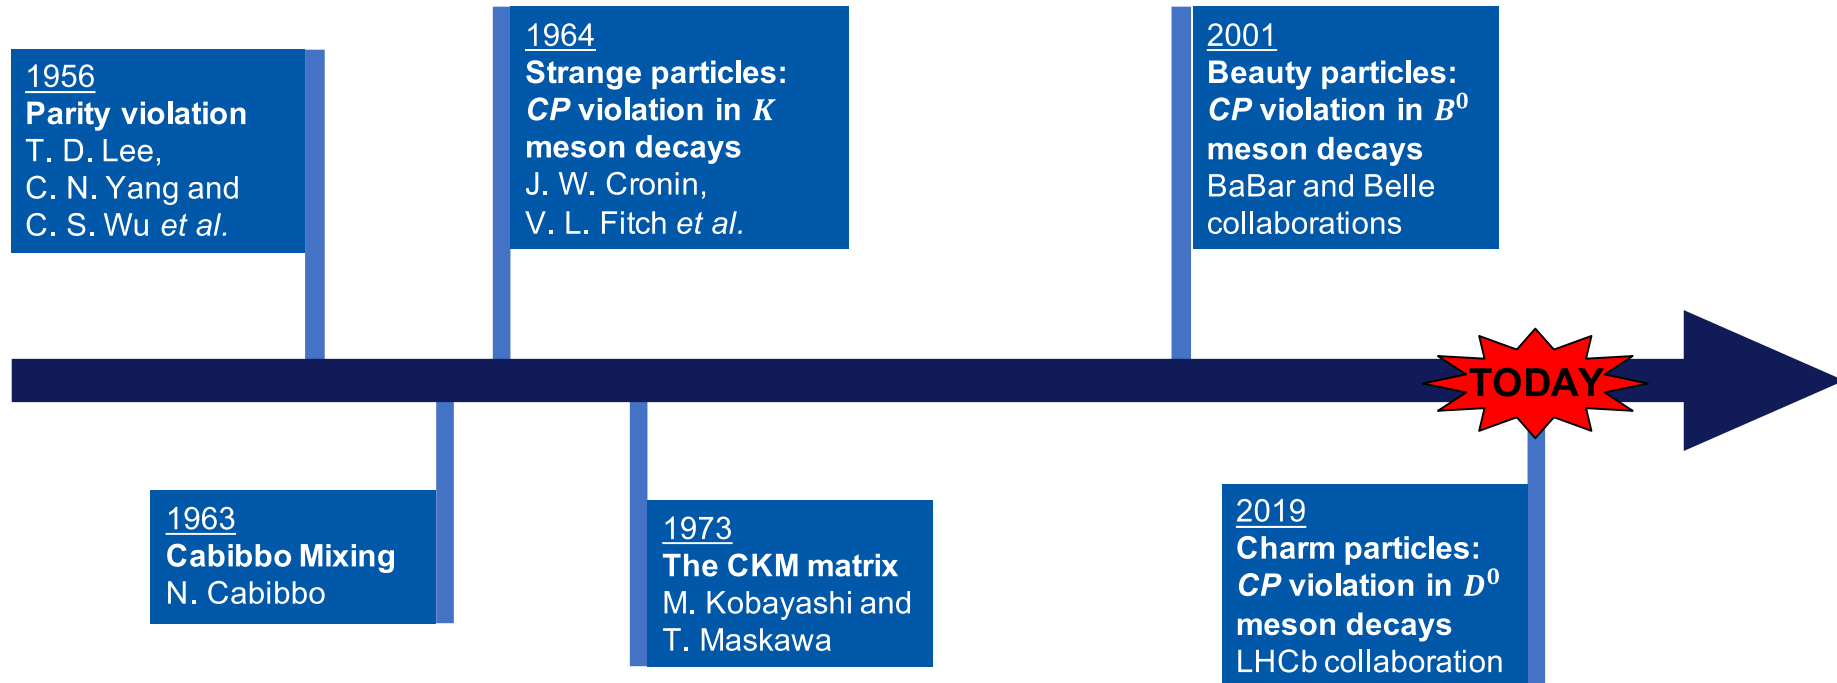 1956
Parity violation
T. D. Lee,
C. N. Yang and
C. S. Wu et al.
1964
Strange particles:
CP violation in K
meson decays
J. W. Cronin,
V. L. Fitch et al.
2001
Beauty particles:
CP violation in B⁰
meson decays
BaBar and Belle
collaborations
TODAY
1963
Cabibbo Mixing
N. Cabibbo
1973
The CKM matrix
M. Kobayashi and
T. Maskawa
2019
Charm particles:
CP violation in D⁰
meson decays
LHCb collaboration